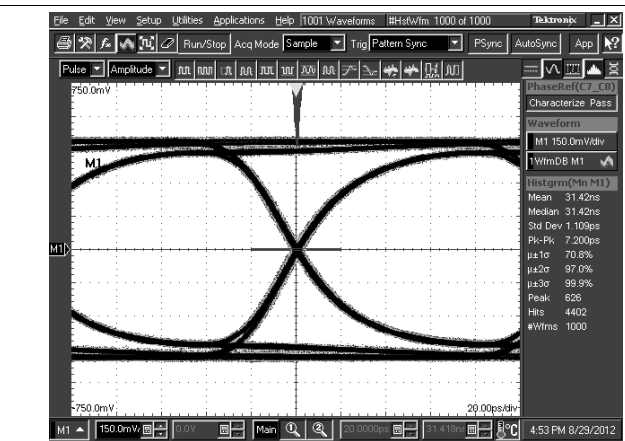 File Edit View Setup Utilities Applications Help 1001 Waveforms #HstWfm 1000 of 1000 Tektronix
Run/Stop Acq Mode Sample Trig Pattern Sync PSync AutoSync App
Pulse Amplitude
750.0mV
M1
M1
-750.0mV
20.00ps/div
PhaseRef(C7_C8)
Characterize Pass
Waveform
M1 150.0mV/div
1WfmDB M1
Histgrm(Mn M1)
Mean 31.42ns
Median 31.42ns
Std Dev 1.109ps
Pk-Pk 7.200ps
µ±1σ 70.8%
µ±2σ 97.0%
µ±3σ 99.9%
Peak 626
Hits 4402
#Wfms 1000
M1 150.0mV/ 0.0V Main 20.0000ps 31.418n °C 4:53 PM 8/29/2012